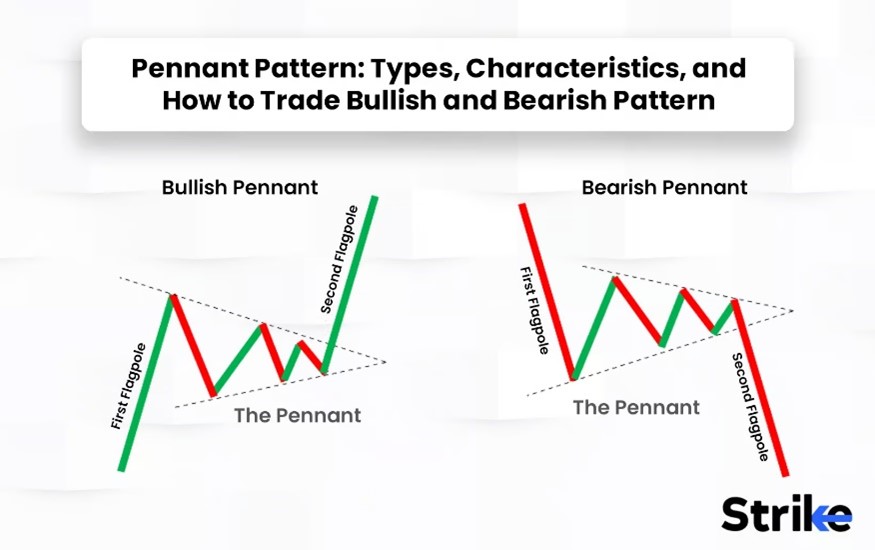 Pennant Pattern: Types, Characteristics, and
How to Trade Bullish and Bearish Pattern
Bullish Pennant
First Flagpole
Second Flagpole
The Pennant
Bearish Pennant
First Flagpole
The Pennant
Second Flagpole
Strike